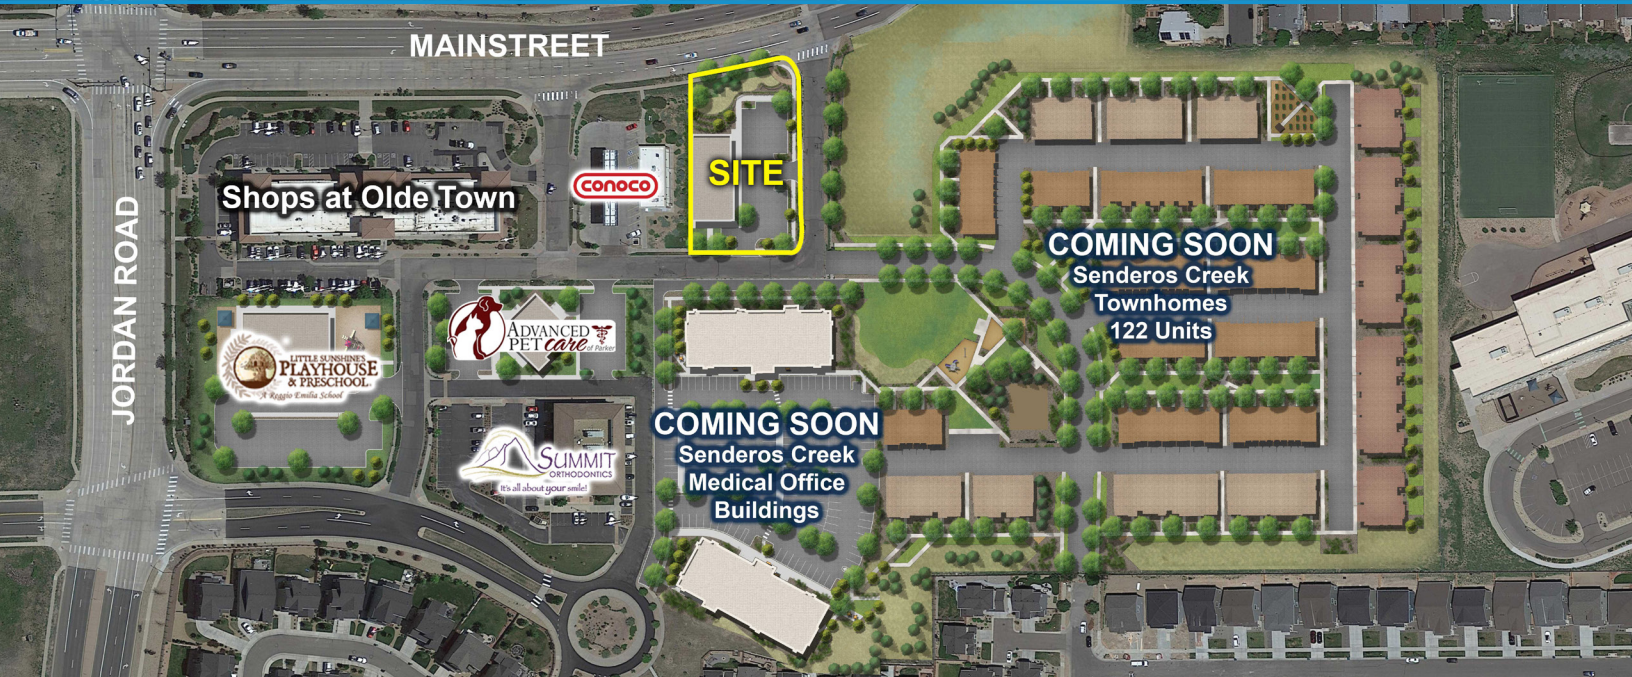 MAINSTREET
JORDAN ROAD
Shops at Olde Town
conoco
SITE
COMING SOON
Senderos Creek
Townhomes
122 Units
LITTLE SUNSHINE'S
PLAYHOUSE
& PRESCHOOL
A Reggio Emilia School
ADVANCED
PET care
of Parker
SUMMIT
ORTHODONTICS
It's all about your smile!
COMING SOON
Senderos Creek
Medical Office
Buildings